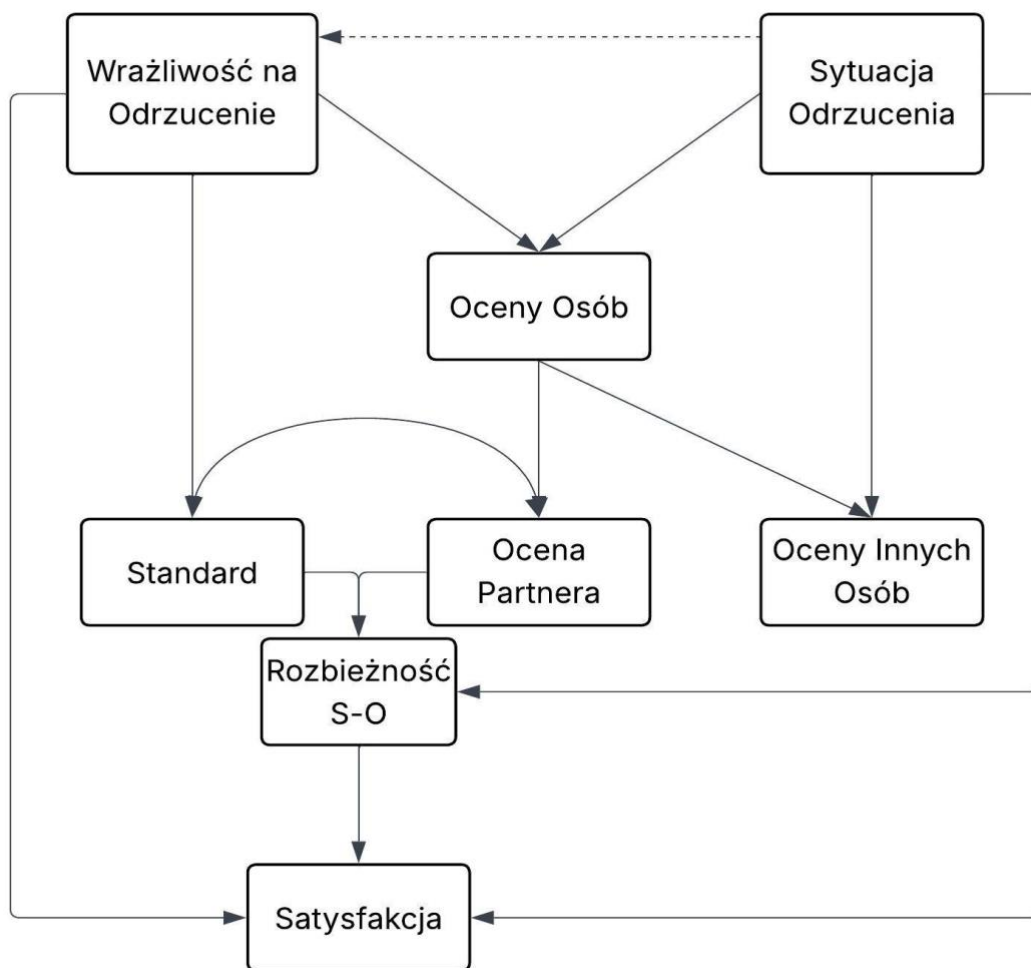 Wrażliwość na
Odrzucenie
Sytuacja
Odrzucenia
Oceny Osób
Standard
Ocena
Partnera
Oceny Innych
Osób
Rozbieżność
S-O
Satysfakcja